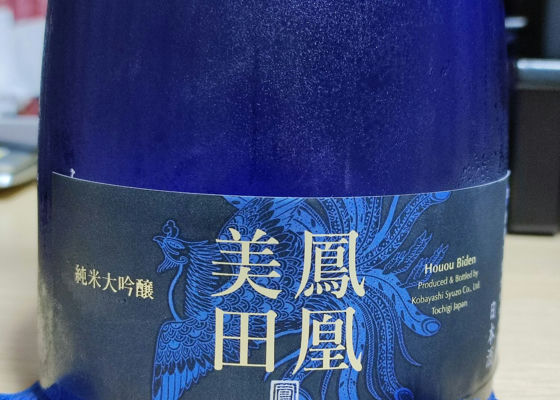 純米大吟醸
鳳凰
美田
Houou Biden
Produced & Bottled by
Kobayashi Syuzo Co., Ltd.
Tochigi Japan
日本酒